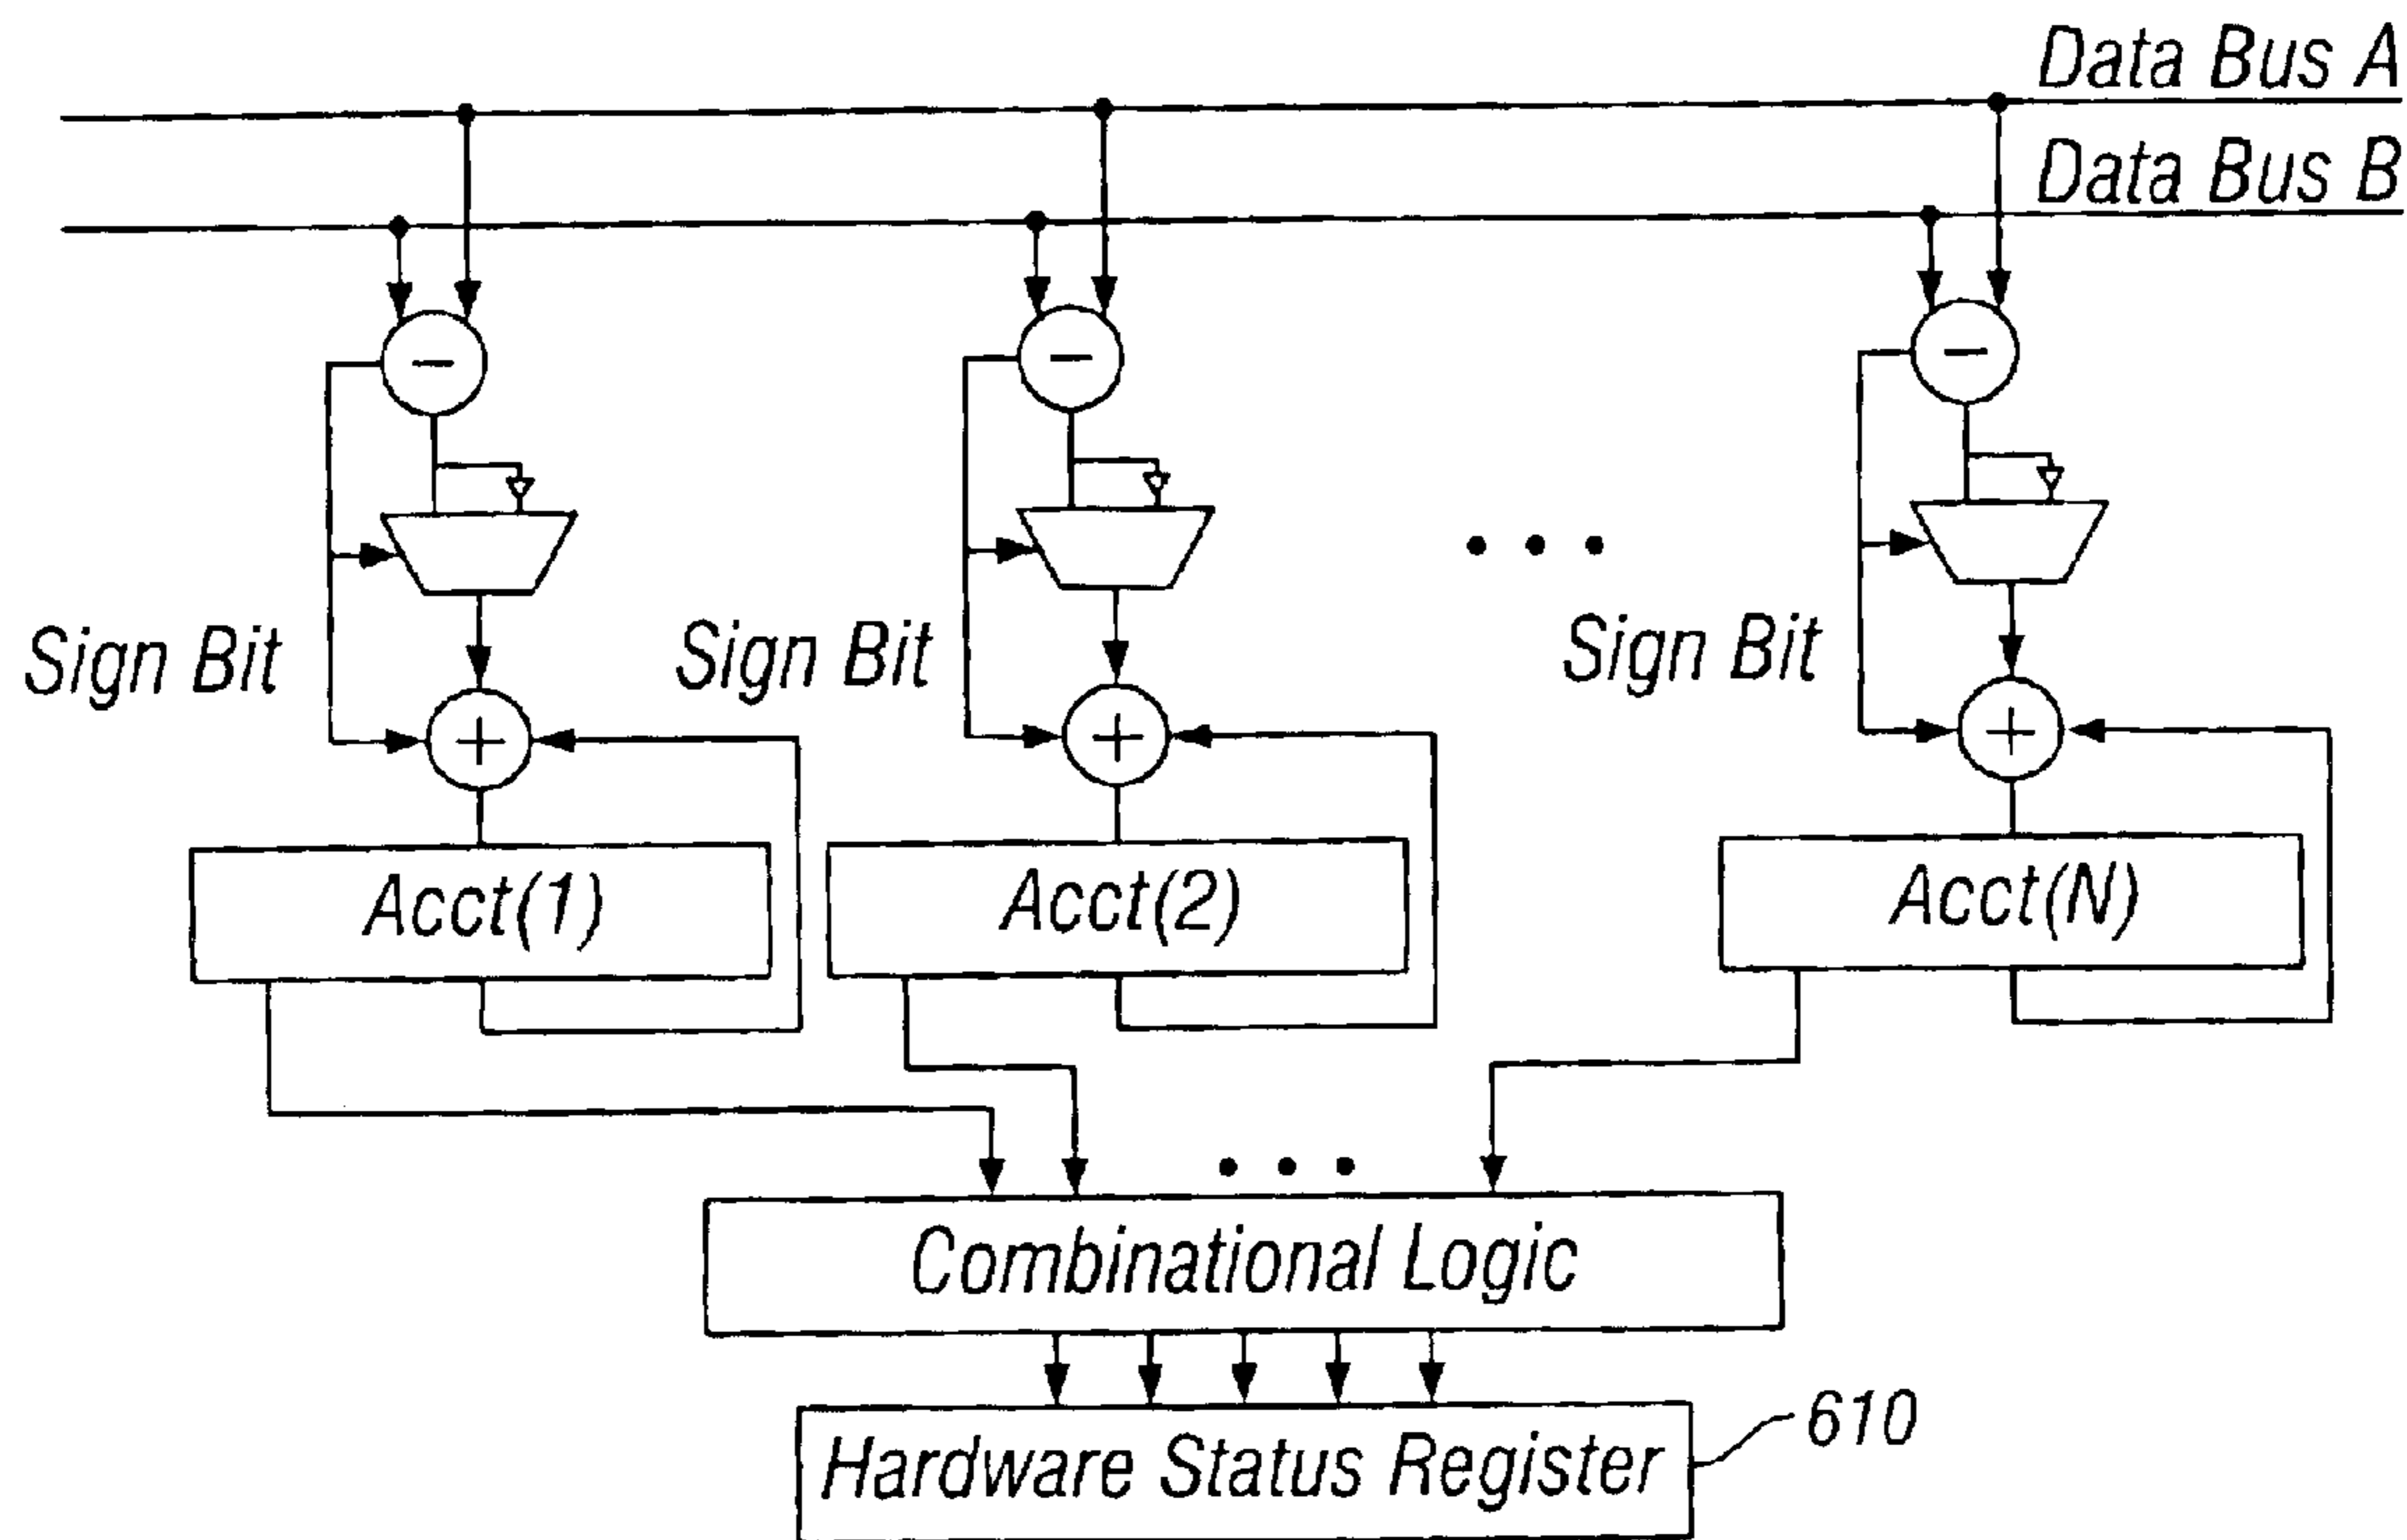 Data Bus A
Data Bus B
Sign Bit
Sign Bit
Sign Bit
Acct(1)
Acct(2)
Acct(N)
Combinational Logic
Hardware Status Register
610